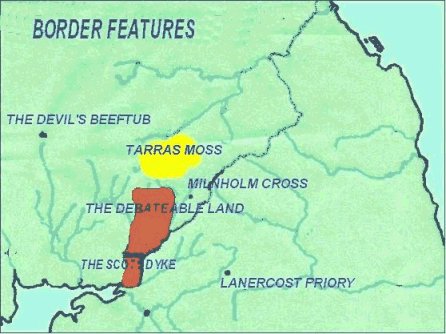 BORDER FEATURES
THE DEVIL'S BEEFTUB
TARRAS MOSS
MILNHOLM CROSS
THE DEBATEABLE LAND
THE SCOTS DYKE
LANERCOST PRIORY